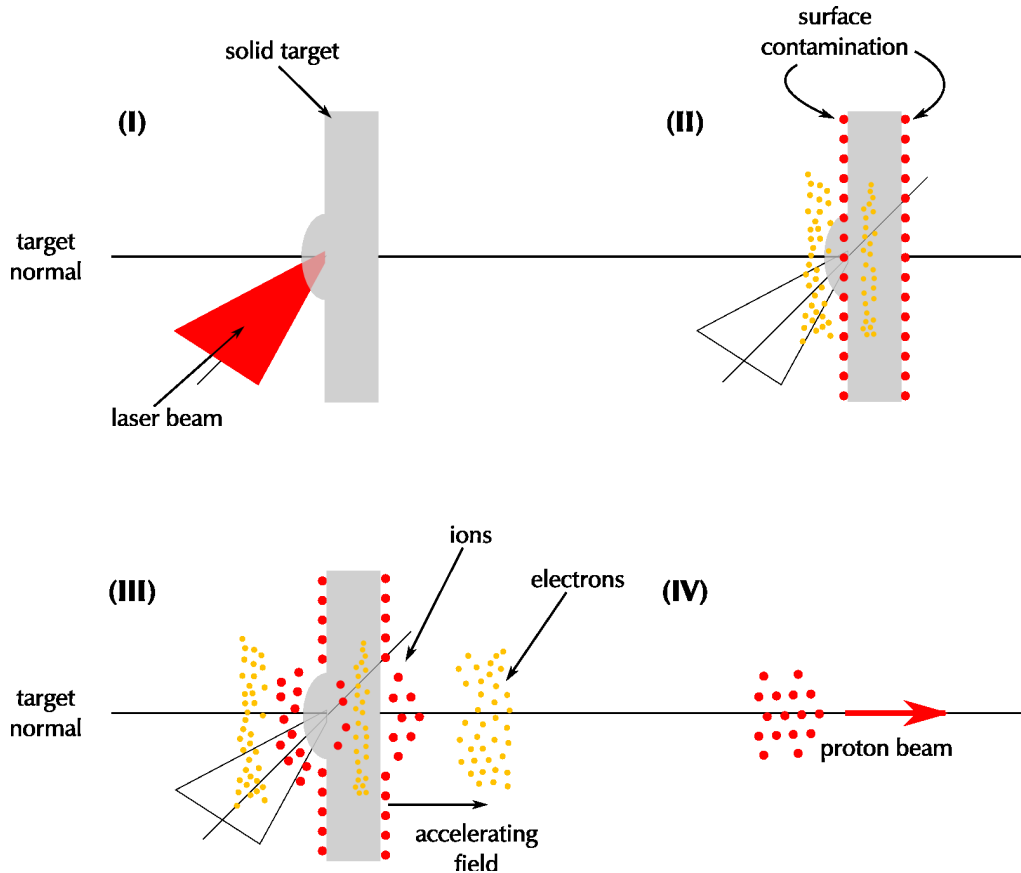 solid target
surface
contamination
(I)
(II)
target
normal
laser beam
ions
electrons
(III)
(IV)
target
normal
proton beam
accelerating
field